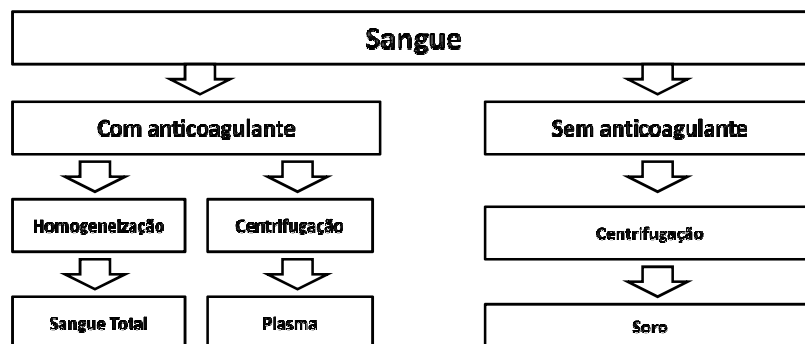 Sangue
Com anticoagulante
Sem anticoagulante
Homogeneização
Centrifugação
Centrifugação
Sangue Total
Plasma
Soro